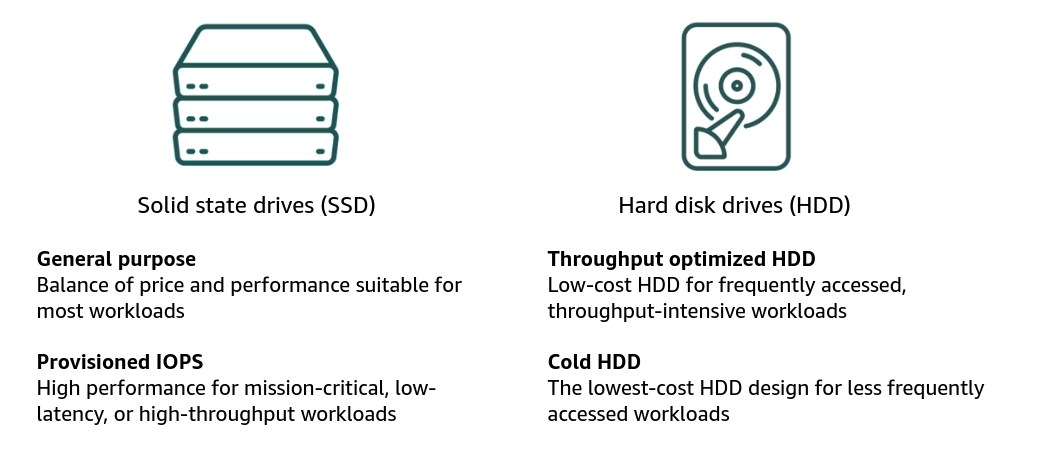 Solid state drives (SSD)
General purpose
Balance of price and performance suitable for
most workloads
Provisioned IOPS
High performance for mission-critical, low-
latency, or high-throughput workloads
Hard disk drives (HDD)
Throughput optimized HDD
Low-cost HDD for frequently accessed,
throughput-intensive workloads
Cold HDD
The lowest-cost HDD design for less frequently
accessed workloads